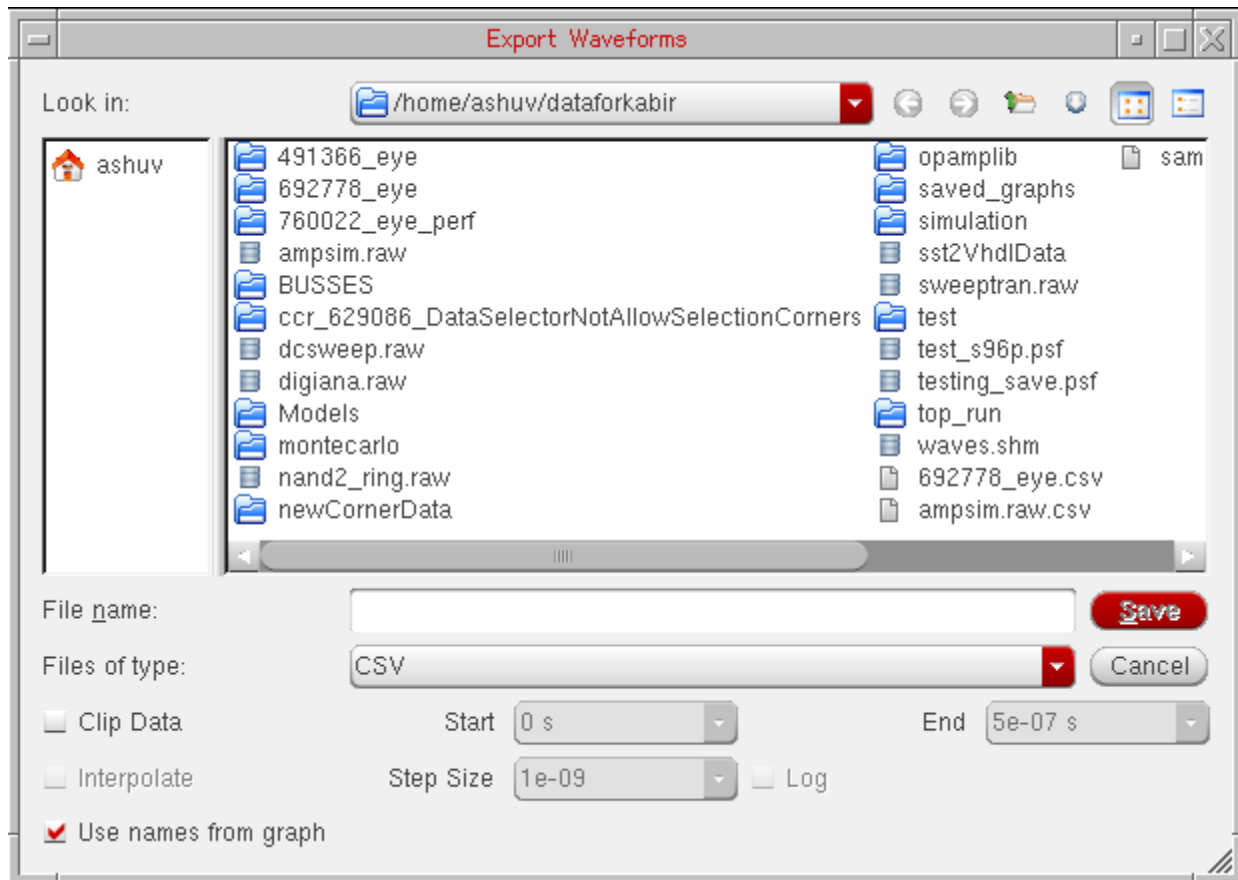 Export Waveforms
Look in: /home/ashuv/dataforkabir
ashuv
491366_eye
692778_eye
760022_eye_perf
ampsim.raw
BUSSES
ccr_629086_DataSelectorNotAllowSelectionCorners
dcsweep.raw
digiana.raw
Models
montecarlo
nand2_ring.raw
newCornerData
opamplib
saved_graphs
simulation
sst2VhdlData
sweeptran.raw
test
test_s96p.psf
testing_save.psf
top_run
waves.shm
692778_eye.csv
ampsim.raw.csv
sam
File name: Save
Files of type: CSV Cancel
Clip Data Start 0 s End 5e-07 s
Interpolate Step Size 1e-09 Log
Use names from graph